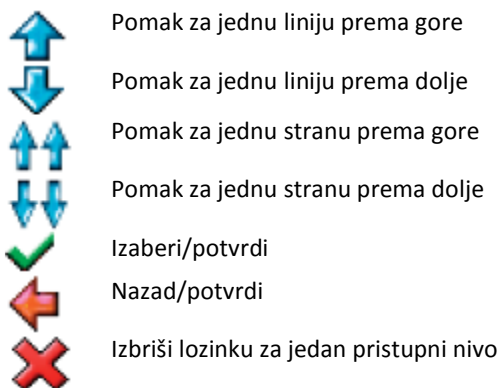 Pomak za jednu liniju prema gore
Pomak za jednu liniju prema dolje
Pomak za jednu stranu prema gore
Pomak za jednu stranu prema dolje
Izaberi/potvrdi
Nazad/potvrdi
Izbriši lozinku za jedan pristupni nivo